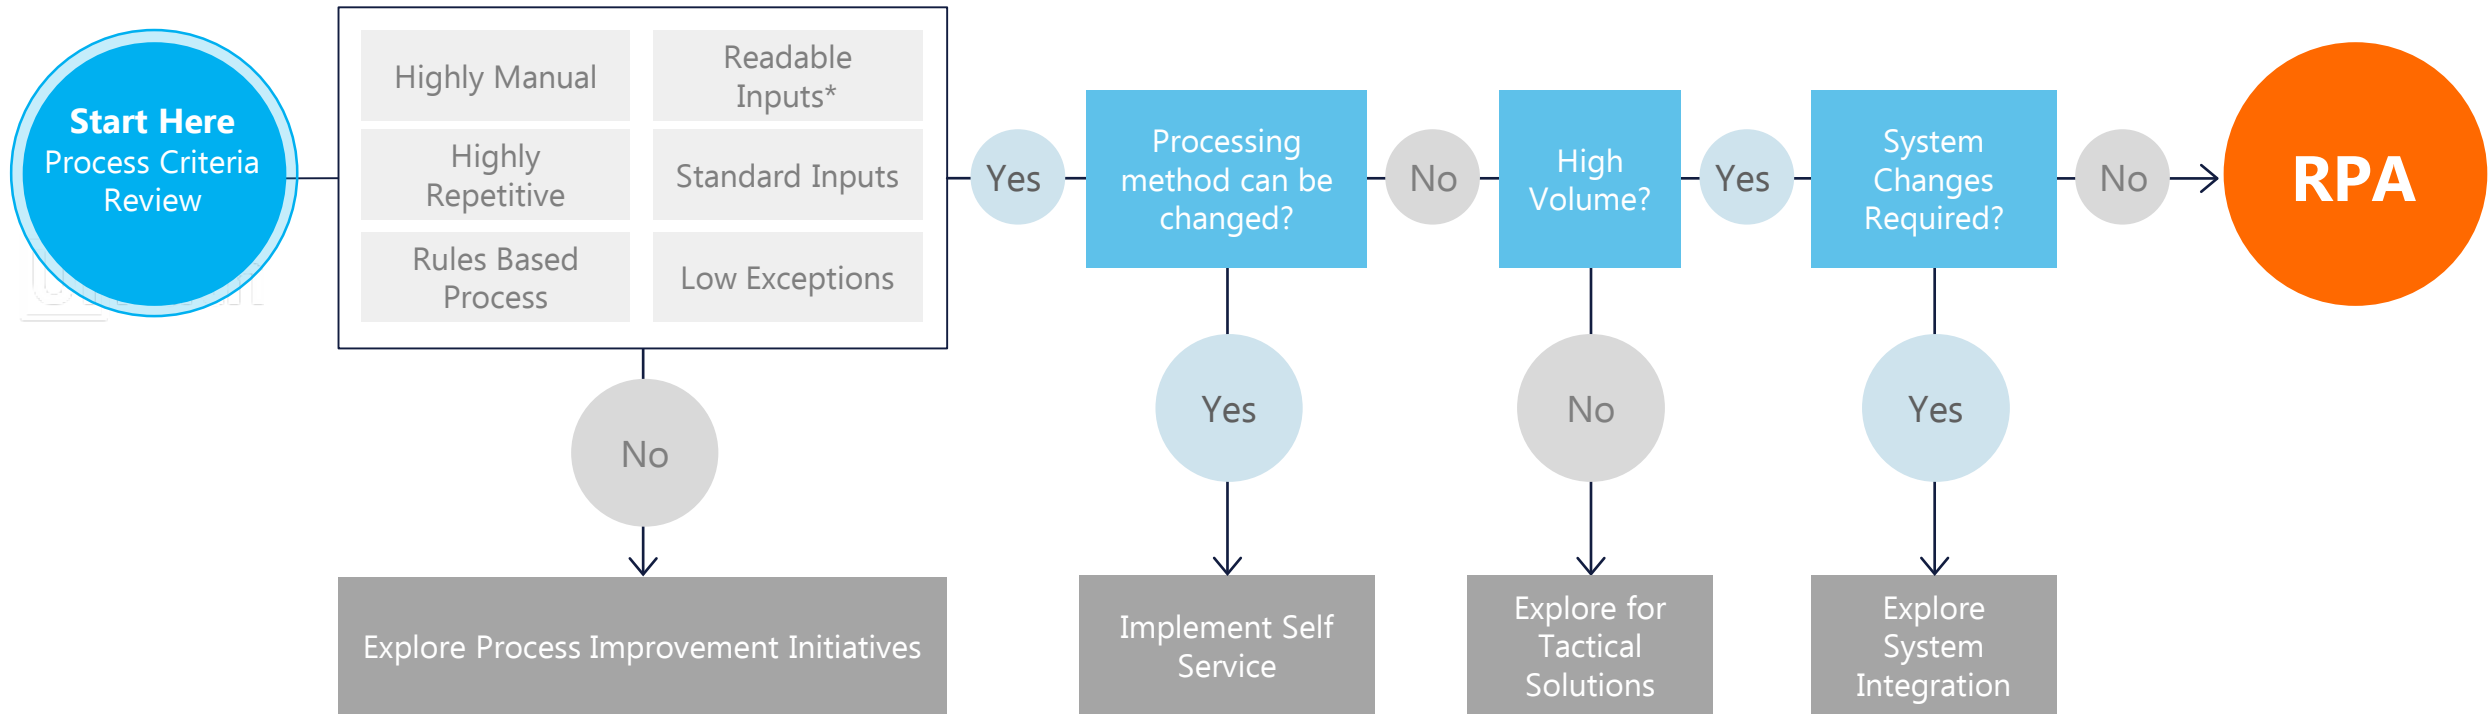 Start Here
Process Criteria
Review
Highly Manual
Readable
Inputs*
Highly
Repetitive
Standard Inputs
Rules Based
Process
Low Exceptions
Yes
Processing
method can be
changed?
No
High
Volume?
Yes
System
Changes
Required?
No
RPA
No
Yes
No
Yes
Explore Process Improvement Initiatives
Implement Self
Service
Explore for
Tactical
Solutions
Explore
System
Integration